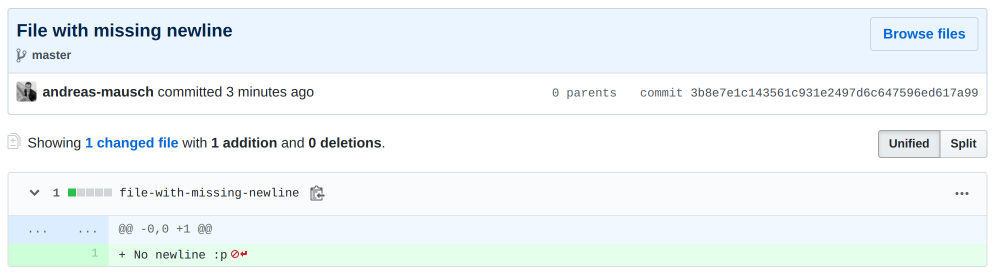 File with missing newline
Browse files
master
andreas-mausch committed 3 minutes ago
0 parents
commit 3b8e7e1c143561c931e2497d6c647596ed617a99
Showing 1 changed file with 1 addition and 0 deletions.
Unified
Split
1 file-with-missing-newline
... ... @@ -0,0 +1 @@
1 + No newline :p